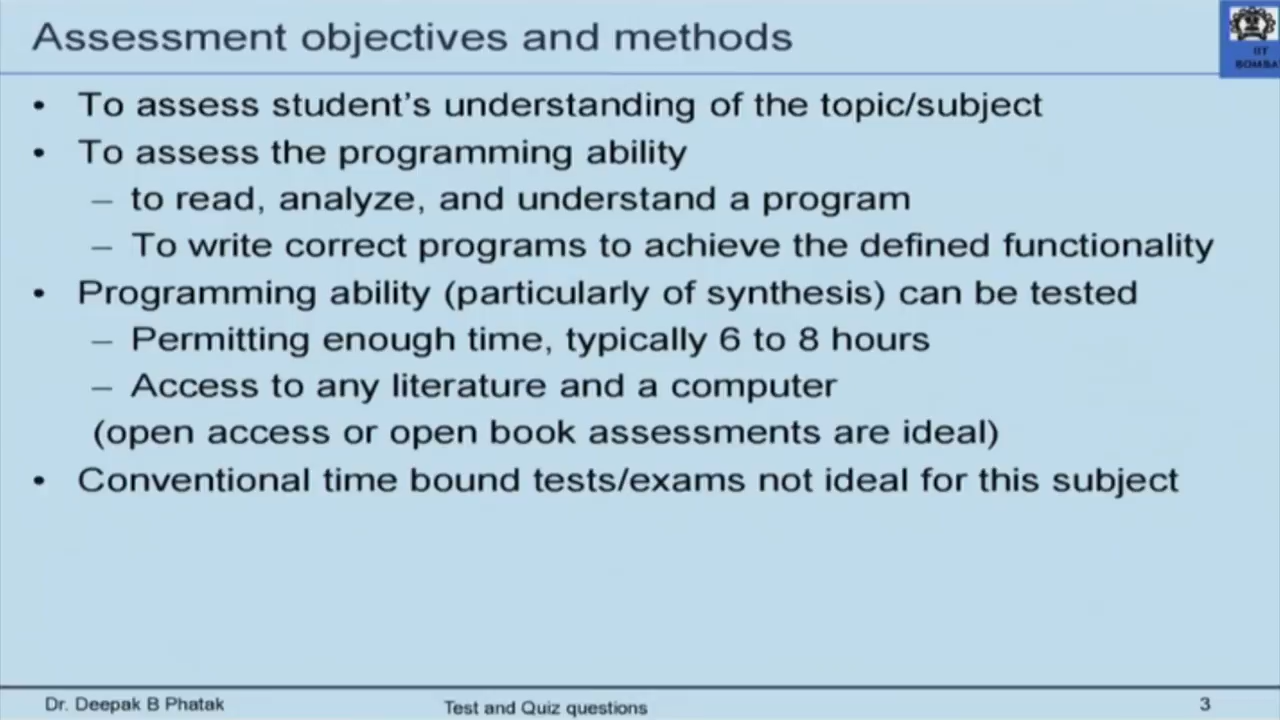 Assessment objectives and methods
IIT
BOMBA
• To assess student's understanding of the topic/subject
• To assess the programming ability
– to read, analyze, and understand a program
– To write correct programs to achieve the defined functionality
• Programming ability (particularly of synthesis) can be tested
– Permitting enough time, typically 6 to 8 hours
– Access to any literature and a computer
(open access or open book assessments are ideal)
• Conventional time bound tests/exams not ideal for this subject
Dr. Deepak B Phatak
Test and Quiz questions
3